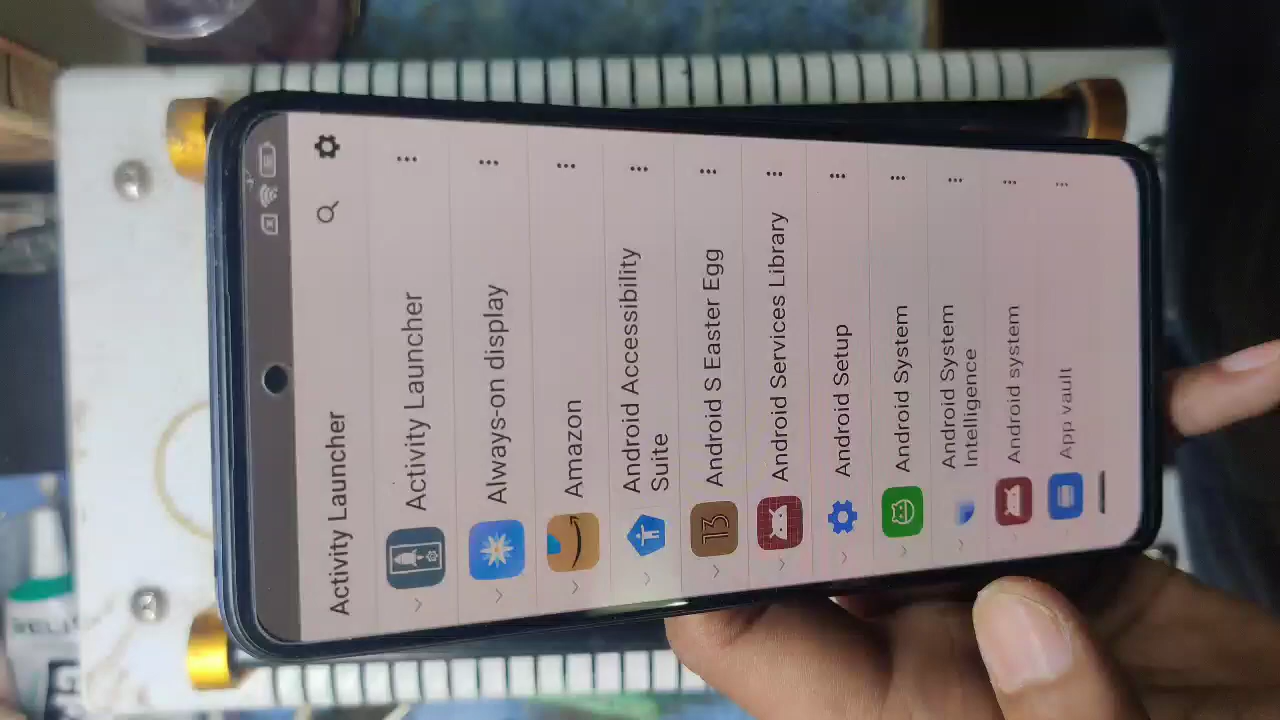 Activity Launcher
Activity Launcher
Always-on display
Amazon
Android Accessibility
Suite
Android S Easter Egg
Android Services Library
Android Setup
Android System
Android System
Intelligence
Android system
App vault
13